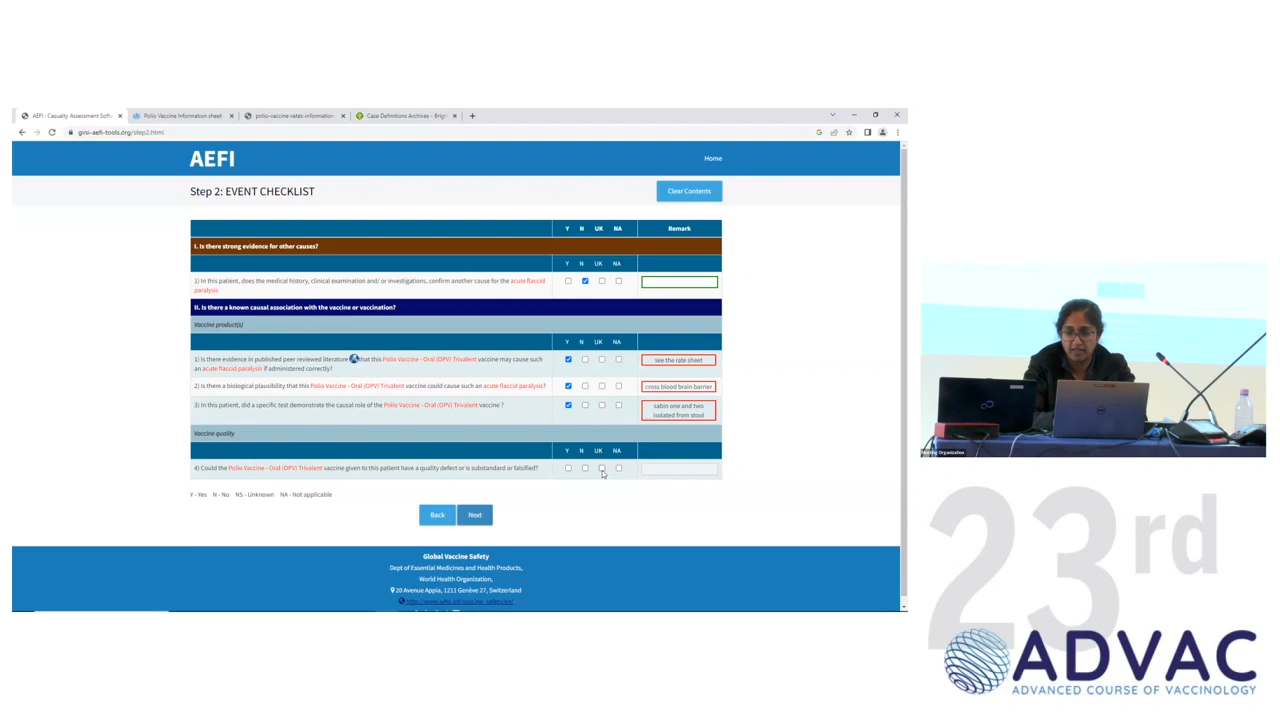 AEFI : Casualty Assessment Soft-
Polio Vaccine Information sheet
polio-vaccine-rates-information-
Case Definitions Archives - Brigh
gvsi-aefi-tools.org/step2.html
AEFI
Home
Step 2: EVENT CHECKLIST
Clear Contents
Y N UK NA Remark
I. Is there strong evidence for other causes?
Y N UK NA
1) In this patient, does the medical history, clinical examination and/ or investigations, confirm another cause for the acute flaccid
paralysis.
II. Is there a known causal association with the vaccine or vaccination?
Vaccine product(s)
Y N UK NA
1) Is there evidence in published peer reviewed literature that this Polio Vaccine - Oral (OPV) Trivalent vaccine may cause such
an acute flaccid paralysis if administered correctly?
see the rate sheet
2) Is there a biological plausibility that this Polio Vaccine - Oral (OPV) Trivalent vaccine could cause such an acute flaccid paralysis?
cross blood brain barrier
3) In this patient, did a specific test demonstrate the causal role of the Polio Vaccine - Oral (OPV) Trivalent vaccine ?
sabin one and two
isolated from stool
Vaccine quality
Y N UK NA
4) Could the Polio Vaccine - Oral (OPV) Trivalent vaccine given to this patient have a quality defect or is substandard or falsified?
Y - Yes N - No NS - Unknown NA - Not applicable
Back
Next
Global Vaccine Safety
Dept of Essential Medicines and Health Products,
World Health Organization,
20 Avenue Appia, 1211 Genève 27, Switzerland
http://www.who.int/vaccine_safety/en/
Meeting Organization
23rd
ADVAC
ADVANCED COURSE OF VACCINOLOGY